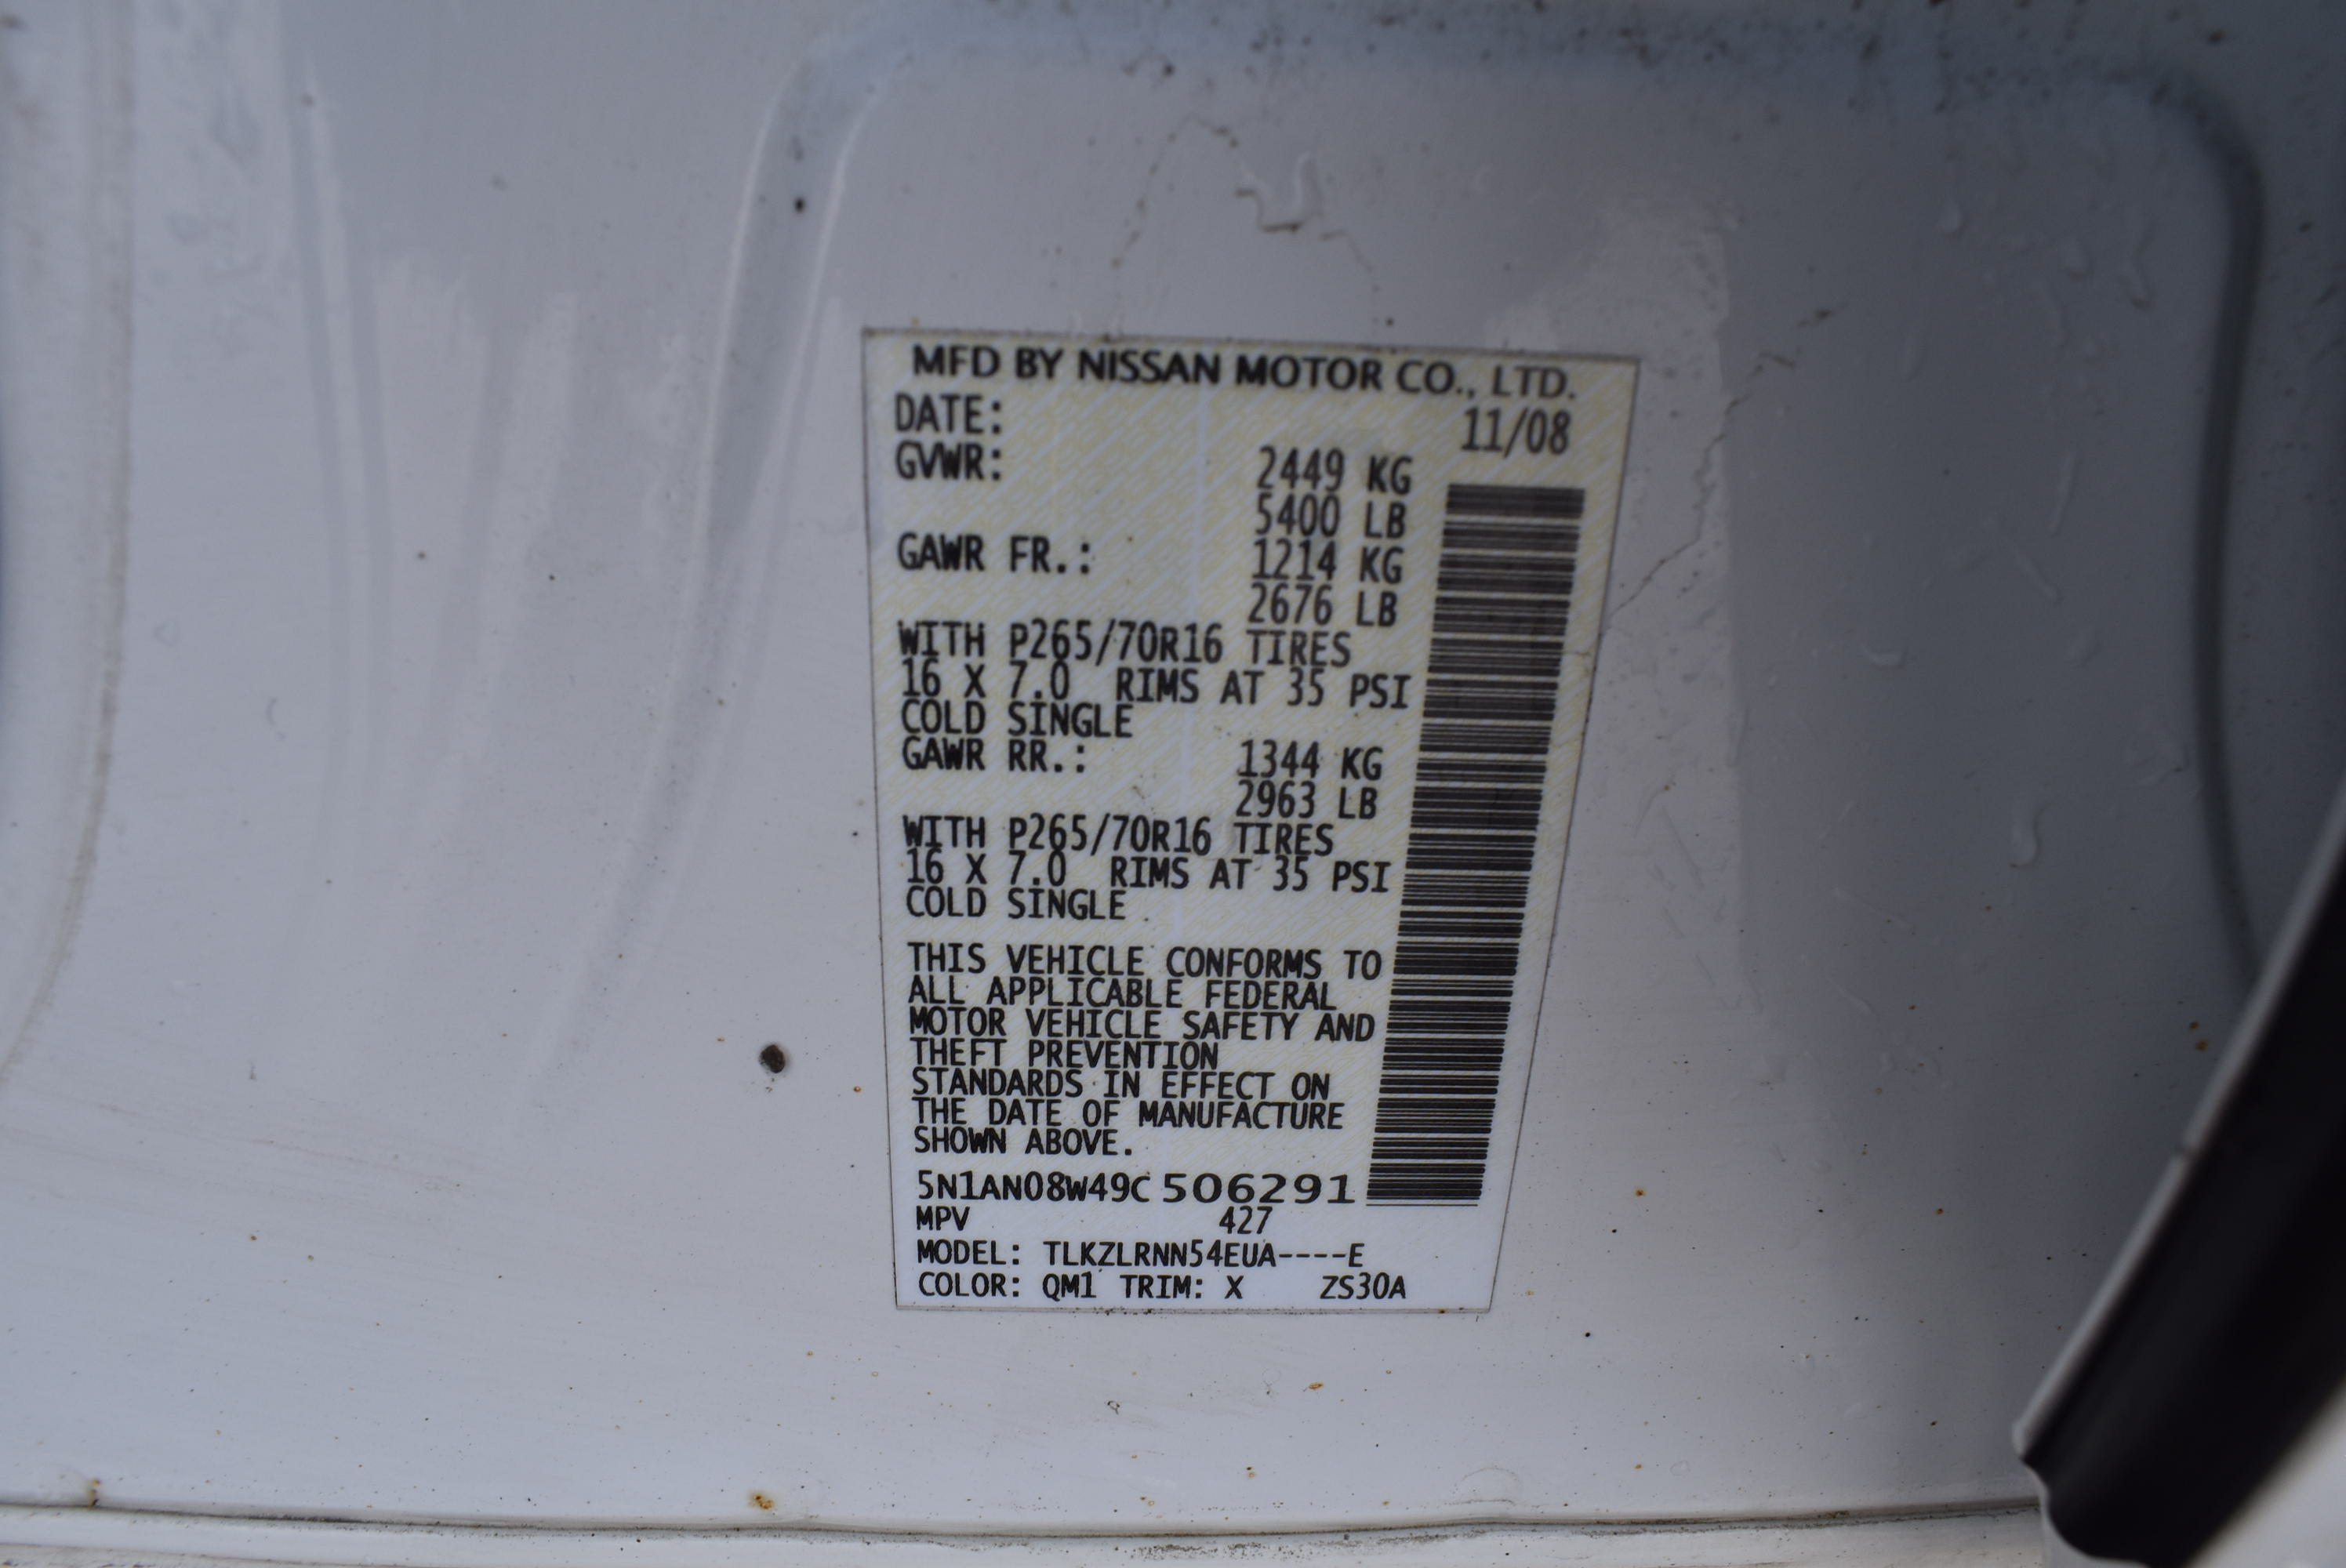 MFD BY NISSAN MOTOR CO., LTD.
DATE: 11/08
GVWR: 2449 KG
5400 LB
GAWR FR.: 1214 KG
2676 LB
WITH P265/70R16 TIRES
16 X 7.0 RIMS AT 35 PSI
COLD SINGLE
GAWR RR.: 1344 KG
2963 LB
WITH P265/70R16 TIRES
16 X 7.0 RIMS AT 35 PSI
COLD SINGLE
THIS VEHICLE CONFORMS TO
ALL APPLICABLE FEDERAL
MOTOR VEHICLE SAFETY AND
THEFT PREVENTION
STANDARDS IN EFFECT ON
THE DATE OF MANUFACTURE
SHOWN ABOVE.
5N1AN08W49C506291
MPV 427
MODEL: TLKZLRNN54EUA----E
COLOR: QM1 TRIM: X ZS30A